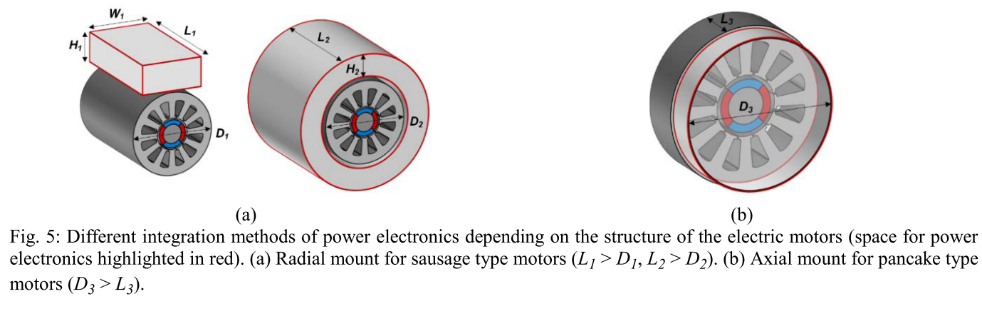 W1
L1
H1
D1
L2
H2
D2
L3
D3
(a)
(b)
Fig. 5: Different integration methods of power electronics depending on the structure of the electric motors (space for power
electronics highlighted in red). (a) Radial mount for sausage type motors (L1 > D1, L2 > D2). (b) Axial mount for pancake type
motors (D3 > L3).